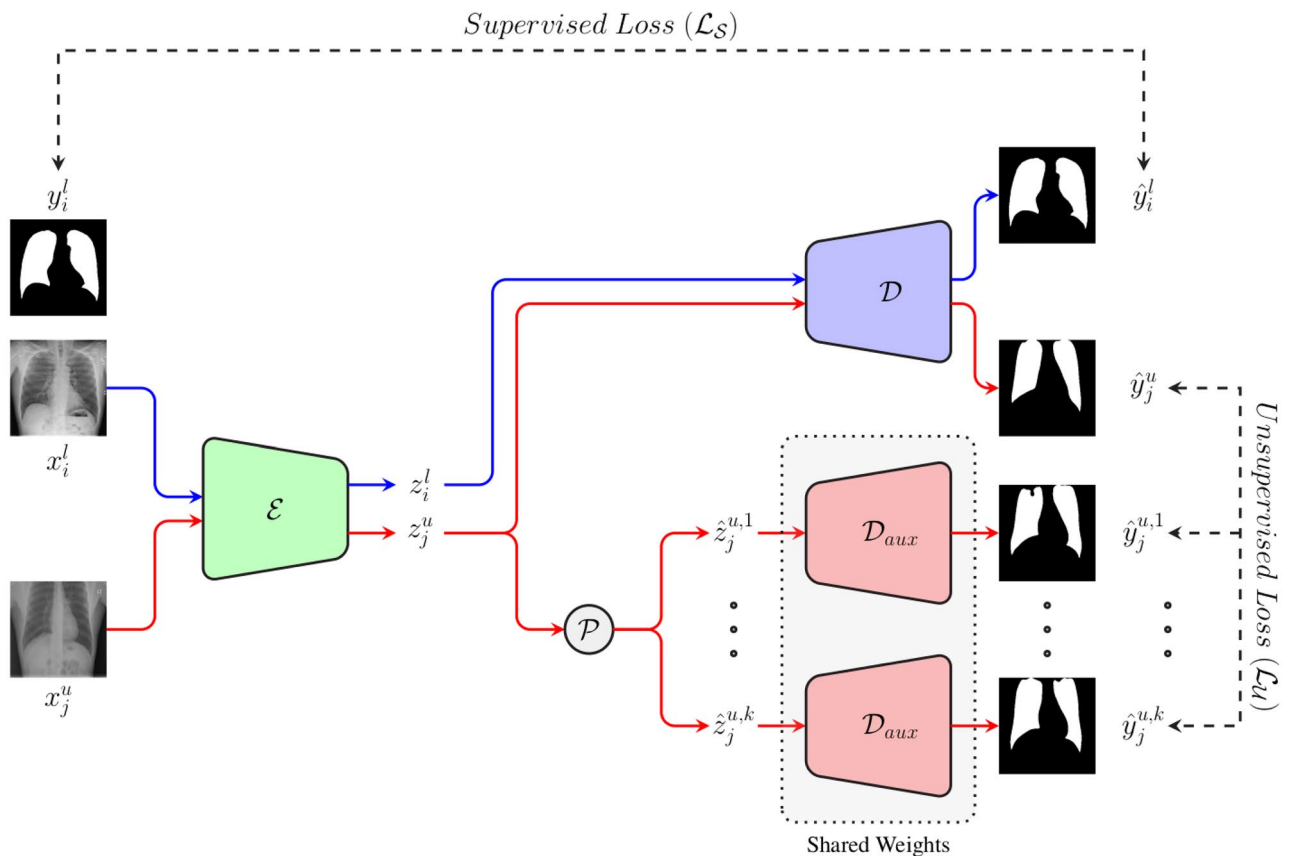 Supervised Loss (𝓛_𝒮)
y_i^l
ŷ_i^l
𝒟
x_i^l
ŷ_j^u
ℰ
z_i^l
z_j^u
ẑ_j^{u,1}
𝒟_{aux}
ŷ_j^{u,1}
Unsupervised Loss (𝓛_𝒰)
𝒫
x_j^u
ẑ_j^{u,k}
𝒟_{aux}
ŷ_j^{u,k}
Shared Weights